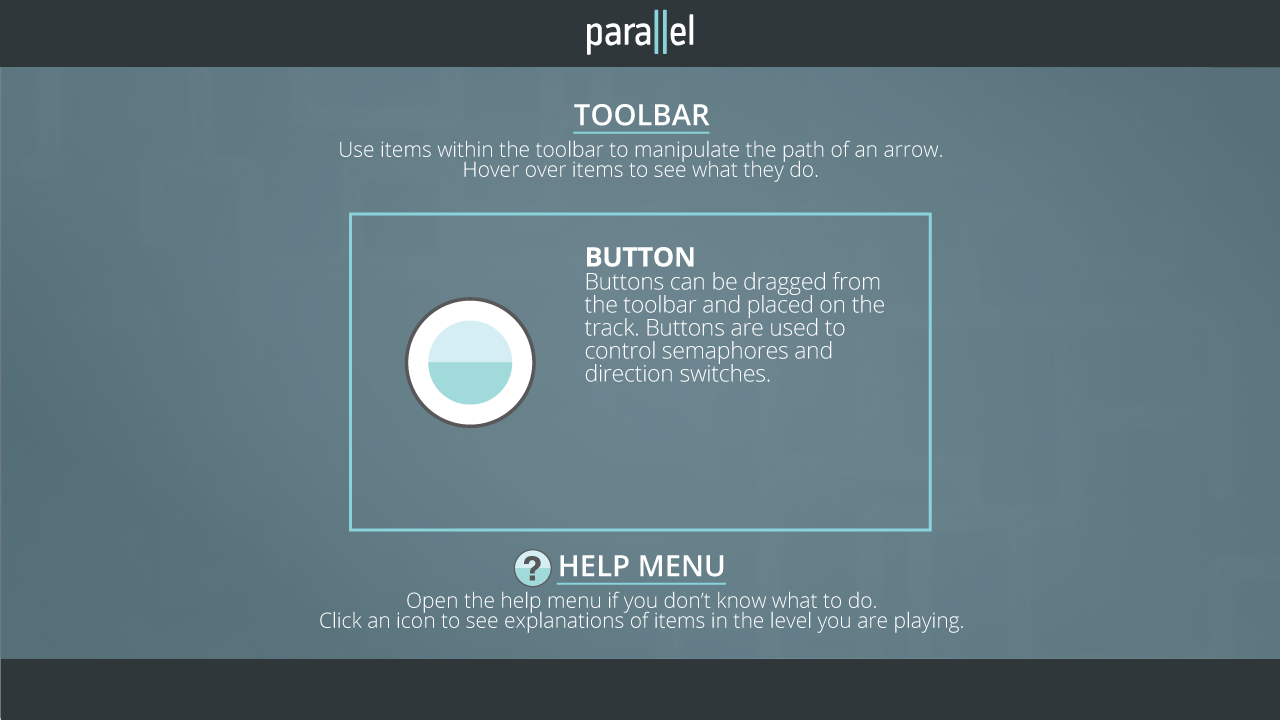 parallel
TOOLBAR
Use items within the toolbar to manipulate the path of an arrow.
Hover over items to see what they do.
BUTTON
Buttons can be dragged from
the toolbar and placed on the
track. Buttons are used to
control semaphores and
direction switches.
? HELP MENU
Open the help menu if you don’t know what to do.
Click an icon to see explanations of items in the level you are playing.